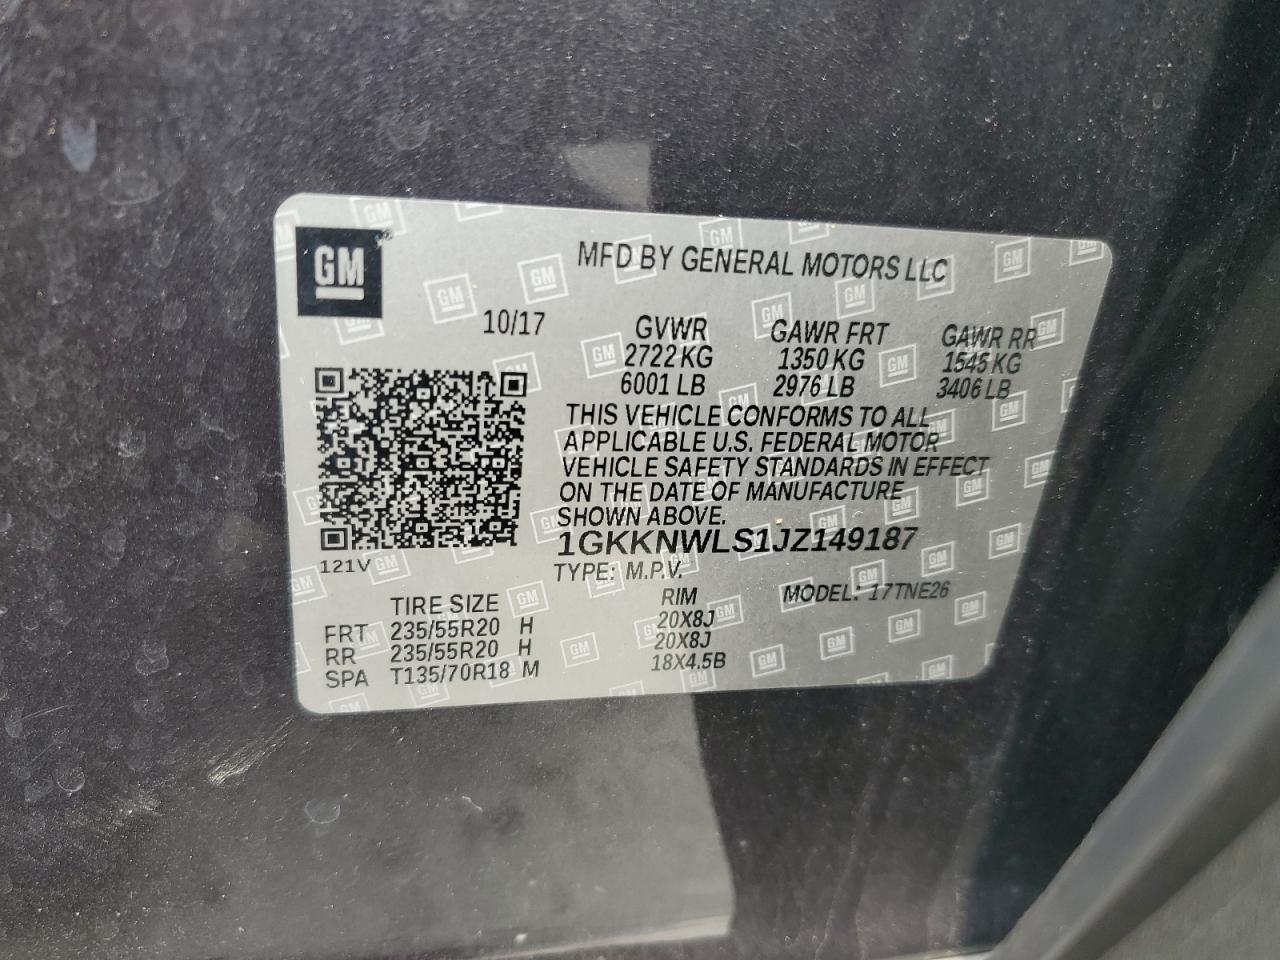 GM
MFD BY GENERAL MOTORS LLC
10/17
GVWR GAWR FRT GAWR RR
2722 KG 1350 KG 1545 KG
6001 LB 2976 LB 3406 LB
THIS VEHICLE CONFORMS TO ALL
APPLICABLE U.S. FEDERAL MOTOR
VEHICLE SAFETY STANDARDS IN EFFECT
ON THE DATE OF MANUFACTURE
SHOWN ABOVE.
1GKKNWLS1JZ149187
121V
TYPE: M.P.V.
MODEL: 17TNE26
TIRE SIZE RIM
FRT 235/55R20 H 20X8J
RR 235/55R20 H 20X8J
SPA T135/70R18 M 18X4.5B